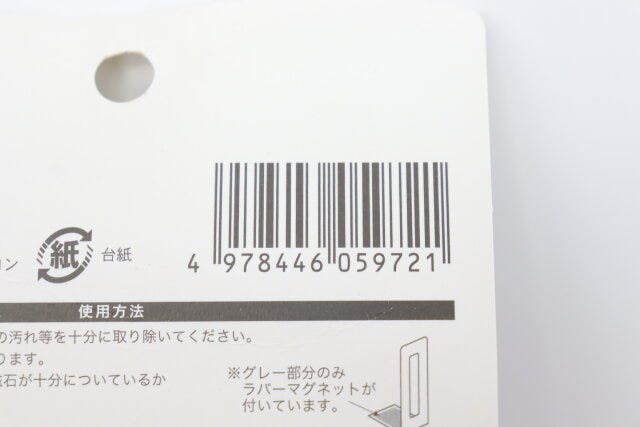 4 978446 059721
ン 紙 台紙
使用方法
の汚れ等を十分に取り除いてください。
ります。
石が十分についているか
※グレー部分のみ
ラバーマグネットが
付いています。